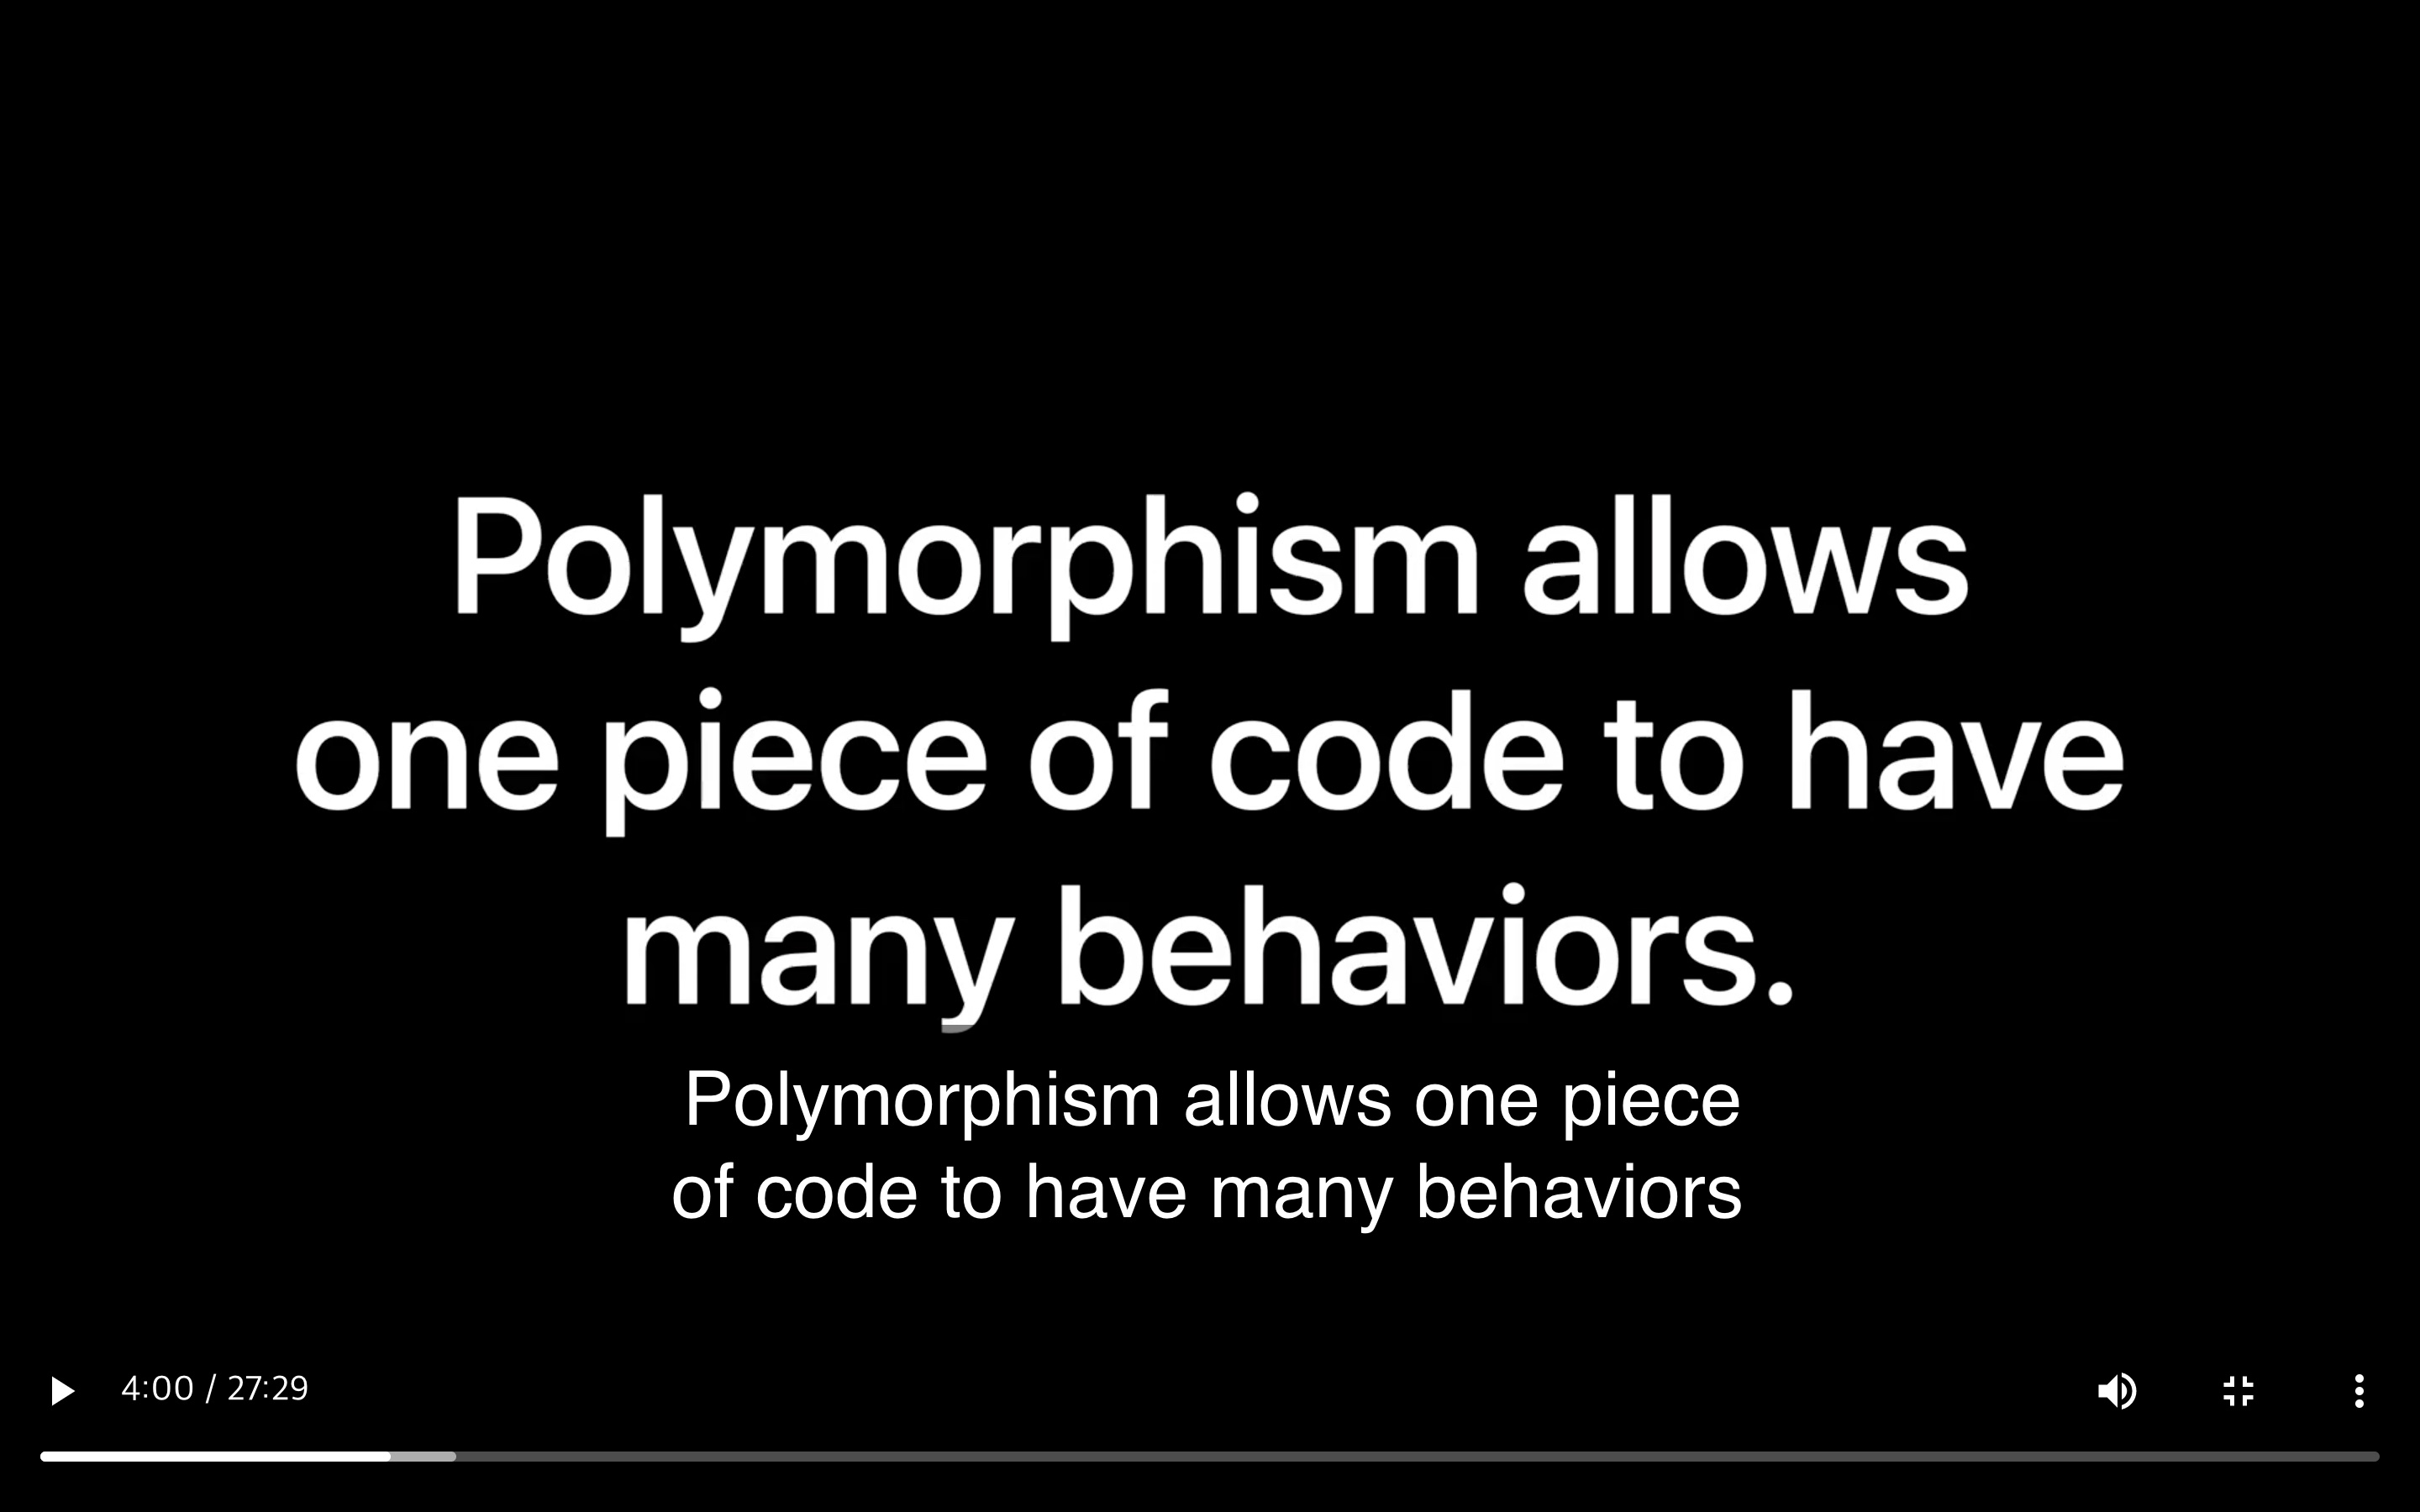 Polymorphism allows
one piece of code to have
many behaviors.
Polymorphism allows one piece
of code to have many behaviors
4:00 / 27:29